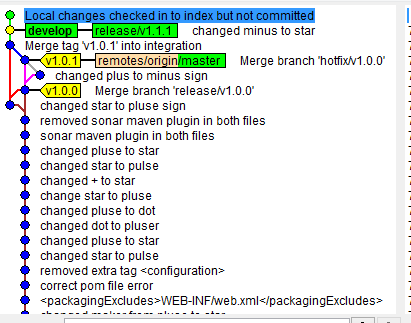 Local changes checked in to index but not committed
develop release/v1.1.1 changed minus to star
Merge tag 'v1.0.1' into integration
v1.0.1 remotes/origin/master Merge branch 'hotfix/v1.0.0'
changed plus to minus sign
v1.0.0 Merge branch 'release/v1.0.0'
changed star to pluse sign
removed sonar maven plugin in both files
sonar maven plugin in both files
changed pluse to star
changed star to pulse
changed + to star
change star to pluse
changed pluse to dot
changed dot to pluser
changed pluse to star
changed star to pulse
removed extra tag <configuration>
correct pom file error
<packagingExcludes>WEB-INF/web.xml</packagingExcludes>